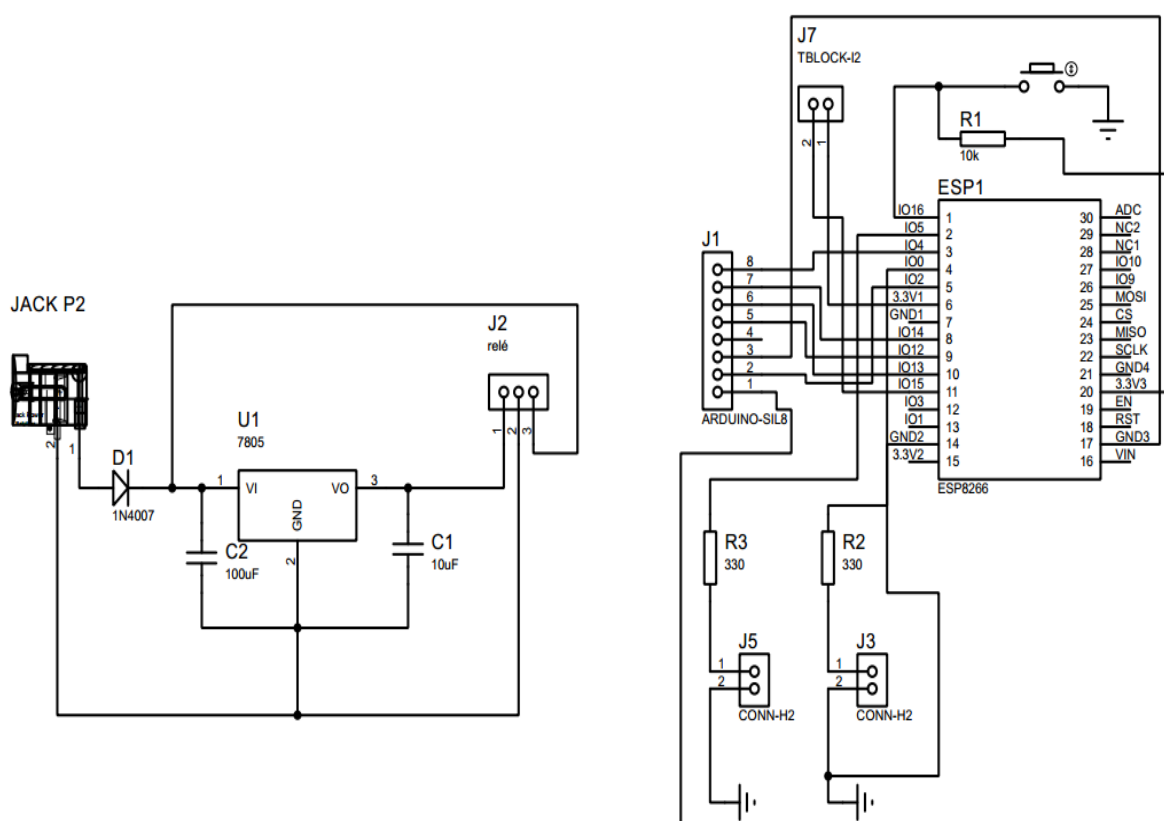 JACK P2
2
1
D1
1N4007
U1
7805
1
VI
VO
3
GND
2
C2
100uF
C1
10uF
J2
relé
1
2
3
J7
TBLOCK-I2
2
1
R1
10k
ESP1
J1
8
7
6
5
4
3
2
1
ARDUINO-SIL8
IO16 1
IO5 2
IO4 3
IO0 4
IO2 5
3.3V1 6
GND1 7
IO14 8
IO12 9
IO13 10
IO15 11
IO3 12
IO1 13
GND2 14
3.3V2 15
30 ADC
29 NC2
28 NC1
27 IO10
26 IO9
25 MOSI
24 CS
23 MISO
22 SCLK
21 GND4
20 3.3V3
19 EN
18 RST
17 GND3
16 VIN
ESP8266
R3
330
R2
330
J5
1
2
CONN-H2
J3
1
2
CONN-H2